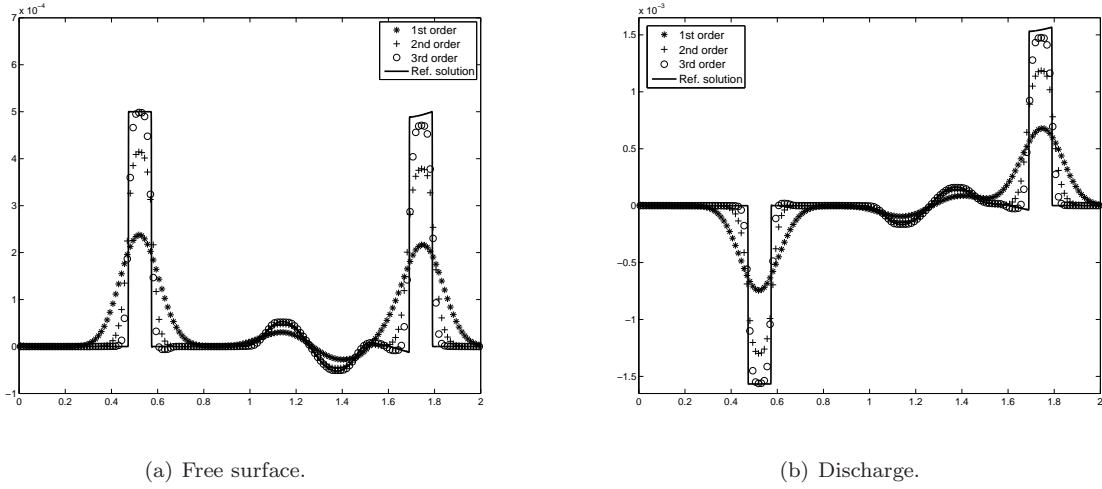 7 x 10⁻⁴
6
5
4
3
2
1
0
−1
0 0.2 0.4 0.6 0.8 1 1.2 1.4 1.6 1.8 2
1st order
2nd order
3rd order
Ref. solution
(a) Free surface.
x 10⁻³
1.5
1
0.5
0
−0.5
−1
−1.5
0 0.2 0.4 0.6 0.8 1 1.2 1.4 1.6 1.8 2
1st order
2nd order
3rd order
Ref. solution
(b) Discharge.